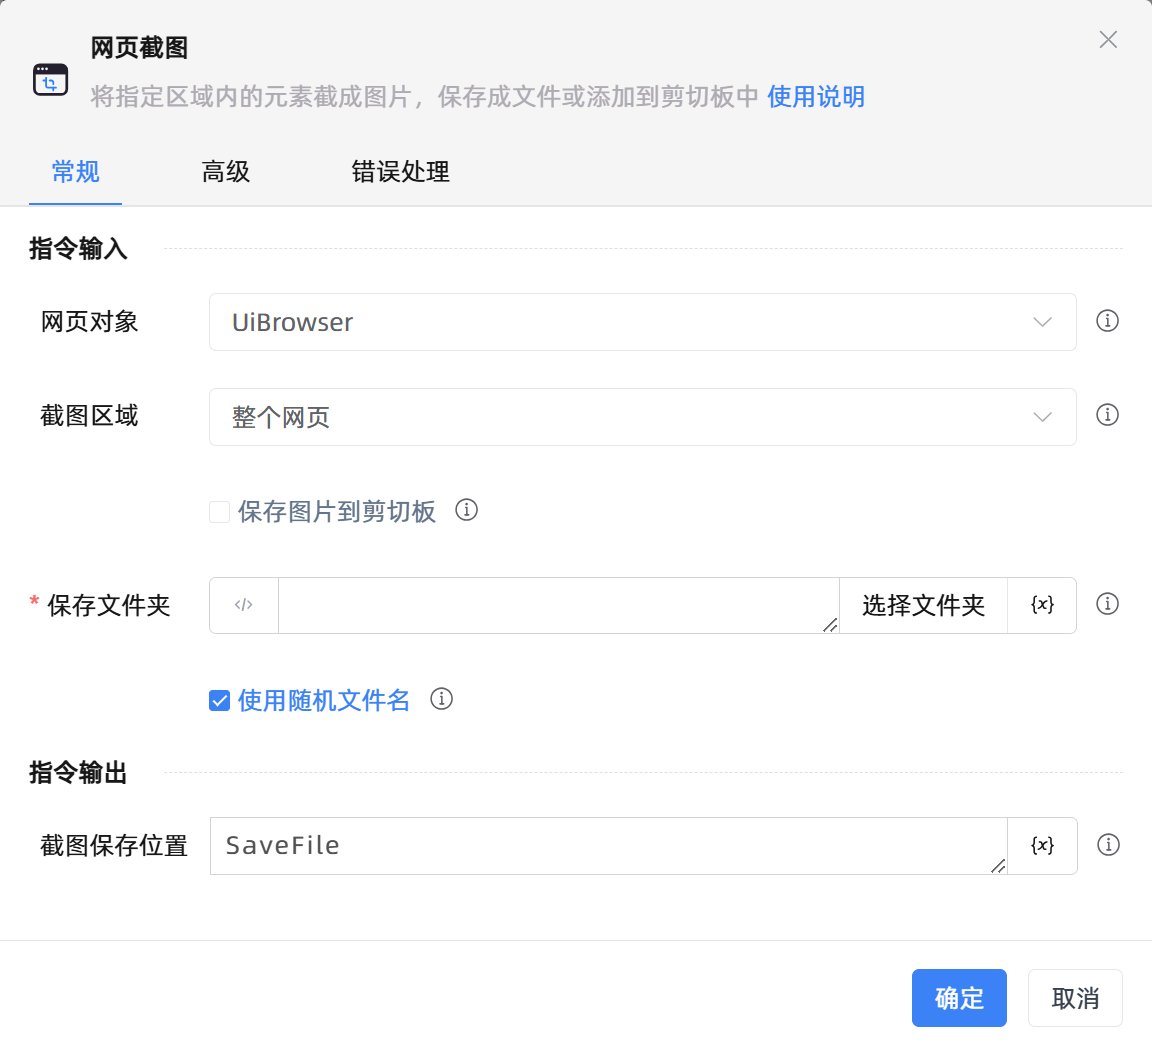 网页截图
将指定区域内的元素截成图片，保存成文件或添加到剪切板中 使用说明
常规 高级 错误处理
指令输入
网页对象 UiBrowser
截图区域 整个网页
保存图片到剪切板
* 保存文件夹 </> 选择文件夹 {x}
使用随机文件名
指令输出
截图保存位置 SaveFile {x}
确定 取消